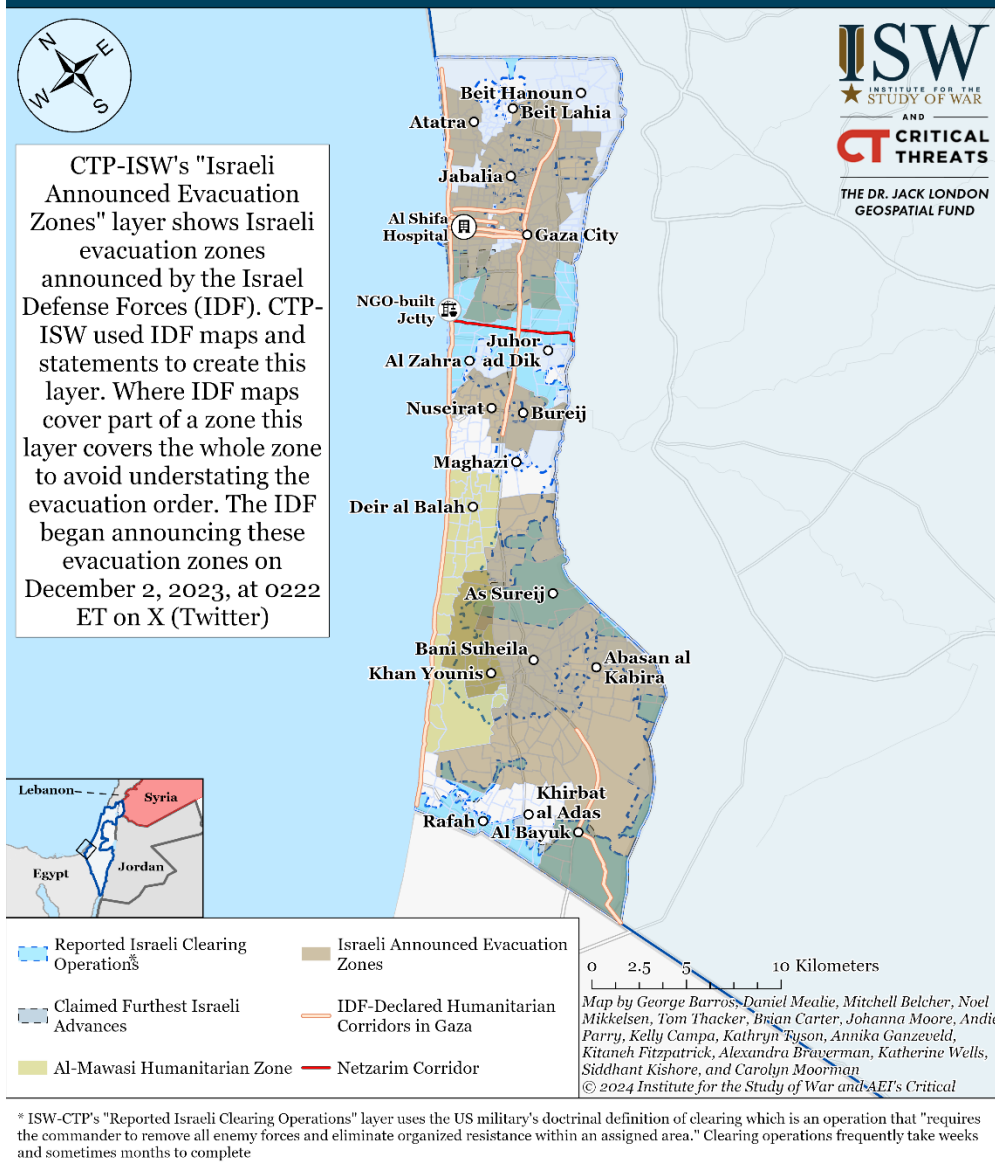 N
E
W
S
ISW
INSTITUTE FOR THE
STUDY OF WAR
AND
CT CRITICAL
THREATS
THE DR. JACK LONDON
GEOSPATIAL FUND
CTP-ISW's "Israeli
Announced Evacuation
Zones" layer shows Israeli
evacuation zones
announced by the Israel
Defense Forces (IDF). CTP-
ISW used IDF maps and
statements to create this
layer. Where IDF maps
cover part of a zone this
layer covers the whole zone
to avoid understating the
evacuation order. The IDF
began announcing these
evacuation zones on
December 2, 2023, at 0222
ET on X (Twitter)
Beit Hanoun
Beit Lahia
Atatra
Jabalia
Al Shifa
Hospital
Gaza City
NGO-built
Jetty
Juhor
ad Dik
Al Zahra
Nuseirat
Bureij
Maghazi
Deir al Balah
As Sureij
Bani Suheila
Abasan al
Kabira
Khan Younis
Khirbat
al Adas
Rafah
Al Bayuk
Lebanon
Syria
Egypt
Jordan
Reported Israeli Clearing
Operations*
Claimed Furthest Israeli
Advances
Al-Mawasi Humanitarian Zone
Israeli Announced Evacuation
Zones
IDF-Declared Humanitarian
Corridors in Gaza
Netzarim Corridor
0 2.5 5 10 Kilometers
Map by George Barros, Daniel Mealie, Mitchell Belcher, Noel
Mikkelsen, Tom Thacker, Brian Carter, Johanna Moore, Andie
Parry, Kelly Campa, Kathryn Tyson, Annika Ganzeveld,
Kitaneh Fitzpatrick, Alexandra Braverman, Katherine Wells,
Siddhant Kishore, and Carolyn Moorman
© 2024 Institute for the Study of War and AEI's Critical
* ISW-CTP's "Reported Israeli Clearing Operations" layer uses the US military's doctrinal definition of clearing which is an operation that "requires
the commander to remove all enemy forces and eliminate organized resistance within an assigned area." Clearing operations frequently take weeks
and sometimes months to complete